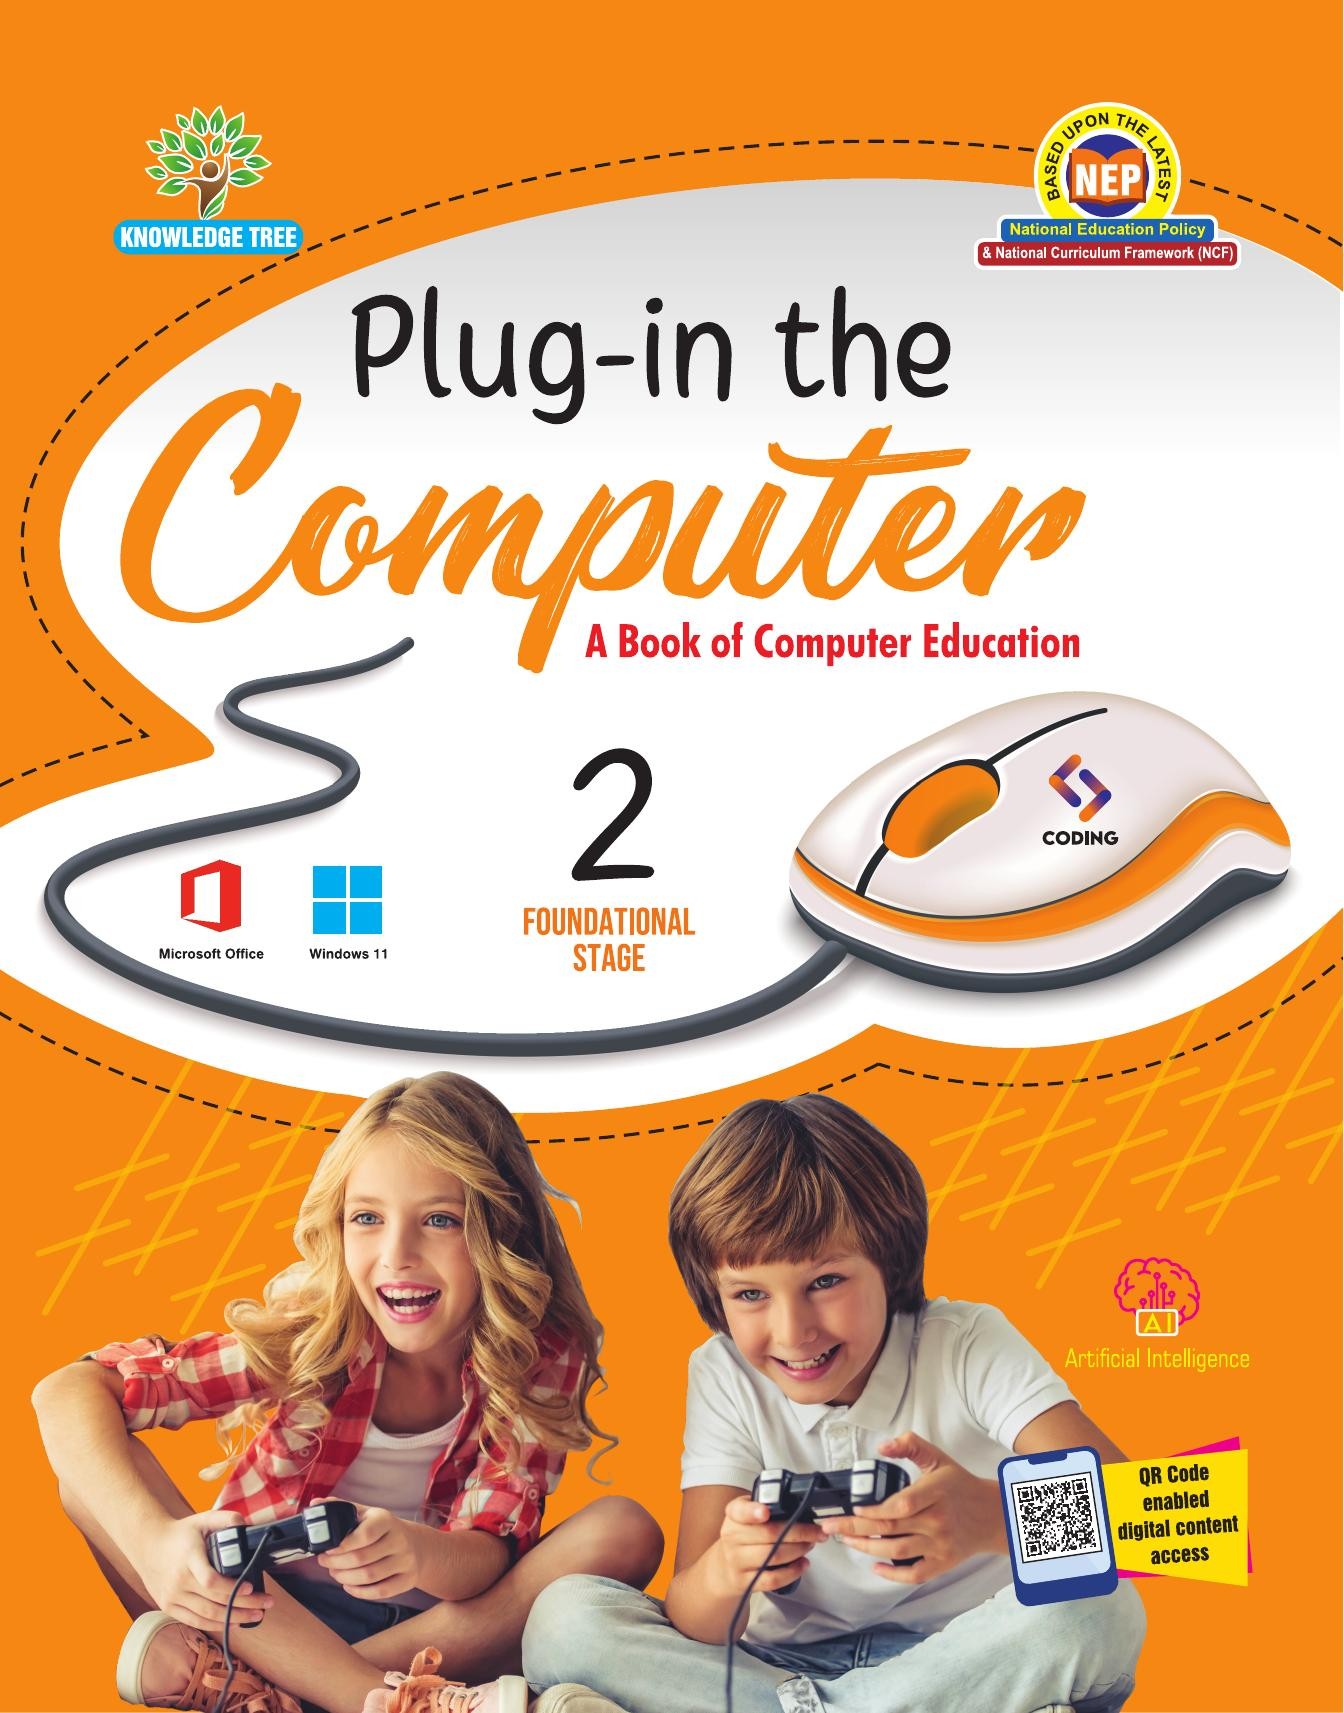 KNOWLEDGE TREE
BASED UPON THE LATEST
NEP
National Education Policy
& National Curriculum Framework (NCF)
Plug-in the
Computer
A Book of Computer Education
2
FOUNDATIONAL
STAGE
CODING
Microsoft Office
Windows 11
AI
Artificial Intelligence
QR Code
enabled
digital content
access